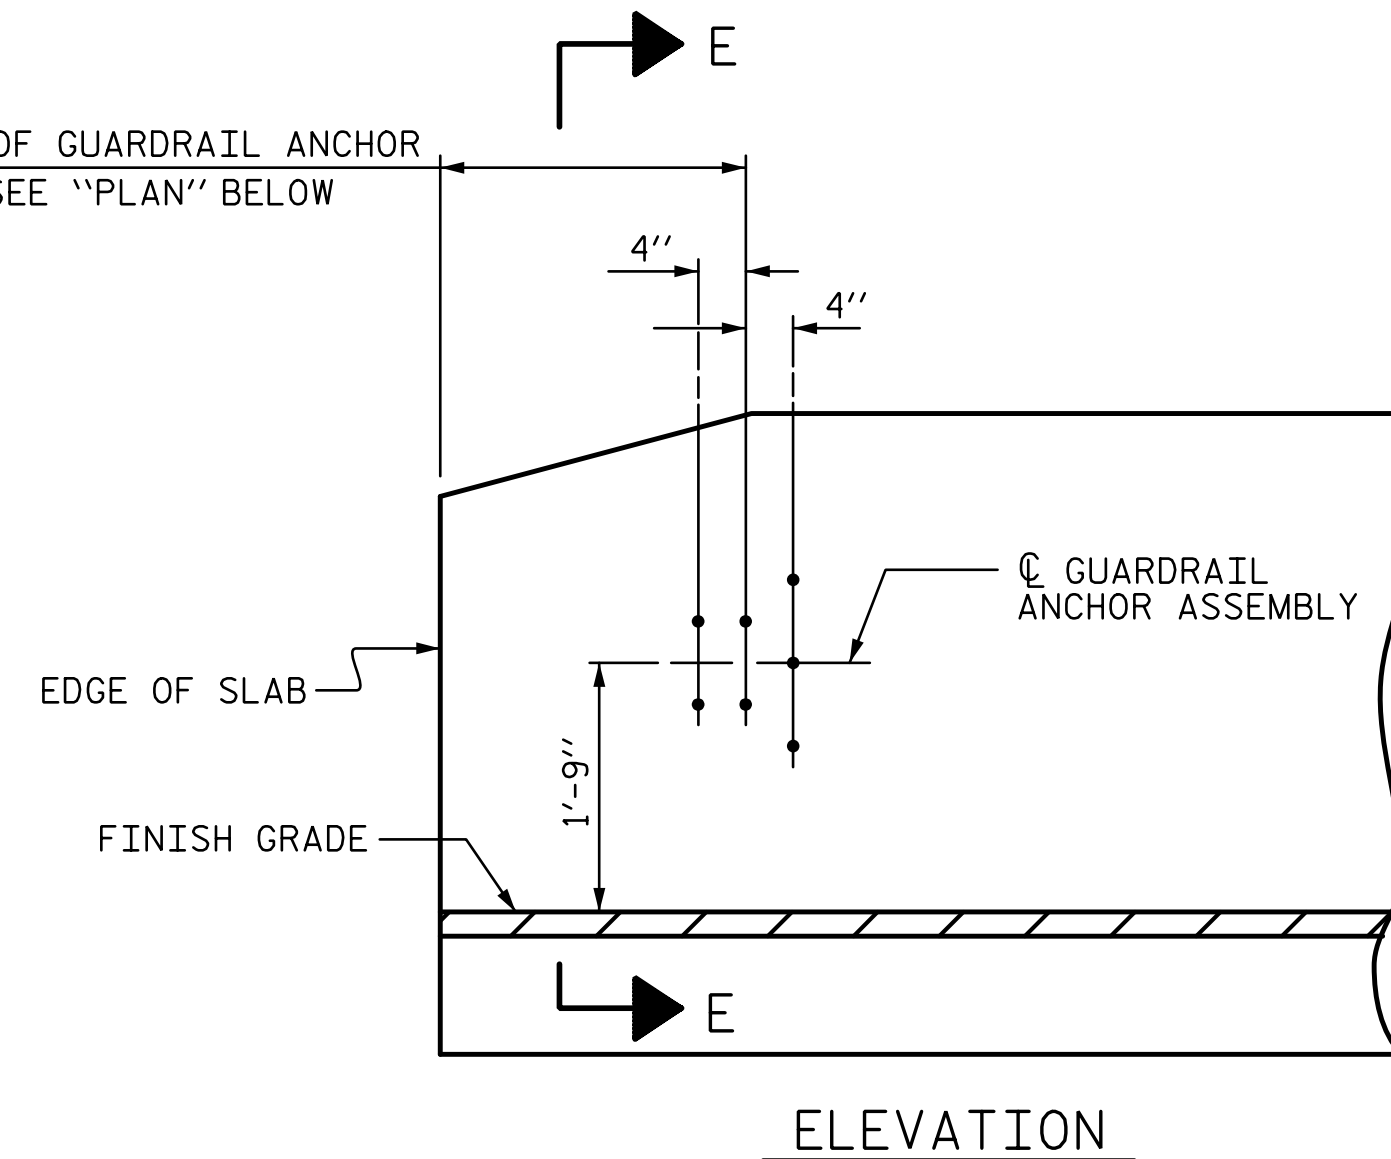 E
OF GUARDRAIL ANCHOR
SEE ‵‵PLAN′′ BELOW
4′′
4′′
℄ GUARDRAIL
ANCHOR ASSEMBLY
EDGE OF SLAB
1′-9′′
FINISH GRADE
E
ELEVATION